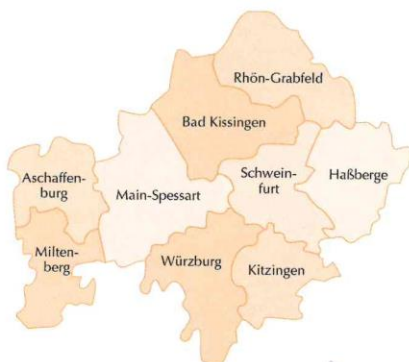 Rhön-Grabfeld
Bad Kissingen
Aschaffen-
burg
Main-Spessart
Schwein-
furt
Haßberge
Milten-
berg
Würzburg
Kitzingen